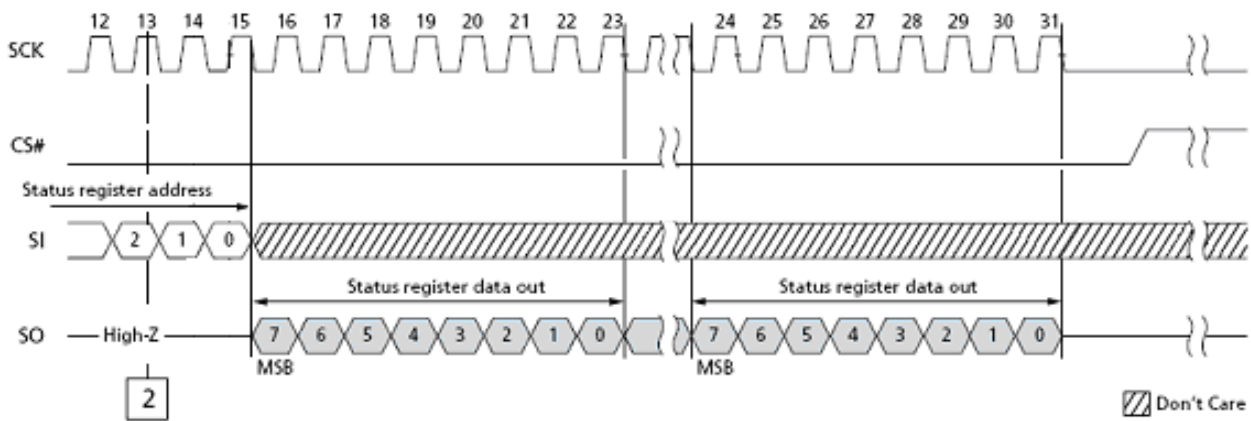 12 13 14 15 16 17 18 19 20 21 22 23 24 25 26 27 28 29 30 31
SCK
CS#
Status register address
SI 2 1 0
Status register data out Status register data out
SO High-Z 7 6 5 4 3 2 1 0 7 6 5 4 3 2 1 0
MSB MSB
2
Don't Care